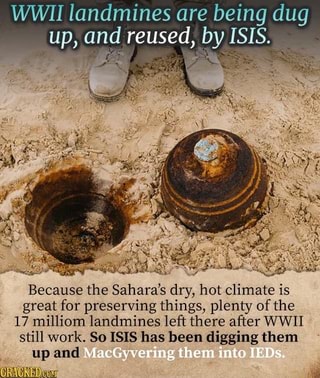 WWII landmines are being dug
up, and reused, by ISIS.
Because the Sahara's dry, hot climate is
great for preserving things, plenty of the
17 milliom landmines left there after WWII
still work. So ISIS has been digging them
up and MacGyvering them into IEDs.
CRACKED.COM